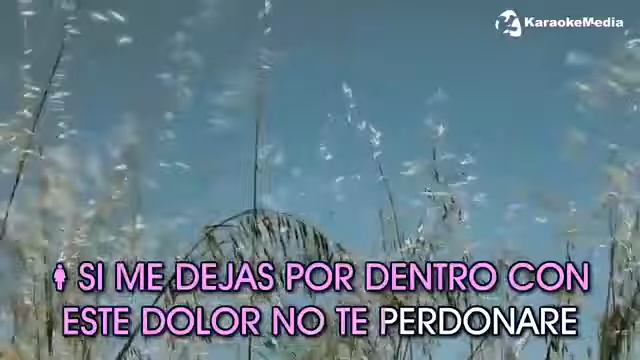 KaraokeMedia
SI ME DEJAS POR DENTRO CON
ESTE DOLOR NO TE PERDONARE